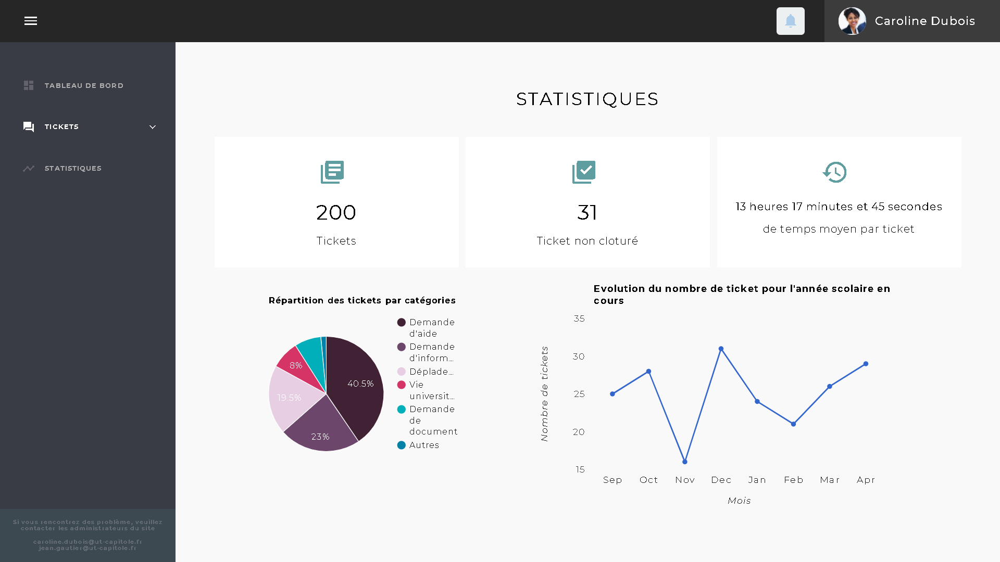 Caroline Dubois
TABLEAU DE BORD
TICKETS
STATISTIQUES
Si vous rencontrez des problème, veuillez
contacter les administrateurs du site
caroline.dubois@ut-capitole.fr
jean.gautier@ut-capitole.fr
STATISTIQUES
200
Tickets
31
Ticket non cloturé
13 heures 17 minutes et 45 secondes
de temps moyen par ticket
Répartition des tickets par catégories
40.5%
23%
19.5%
8%
Demande
d'aide
Demande
d'inform...
Déplade...
Vie
universit...
Demande
de
document
Autres
Evolution du nombre de ticket pour l'année scolaire en
cours
Nombre de tickets
35
30
25
20
15
Sep Oct Nov Dec Jan Feb Mar Apr
Mois